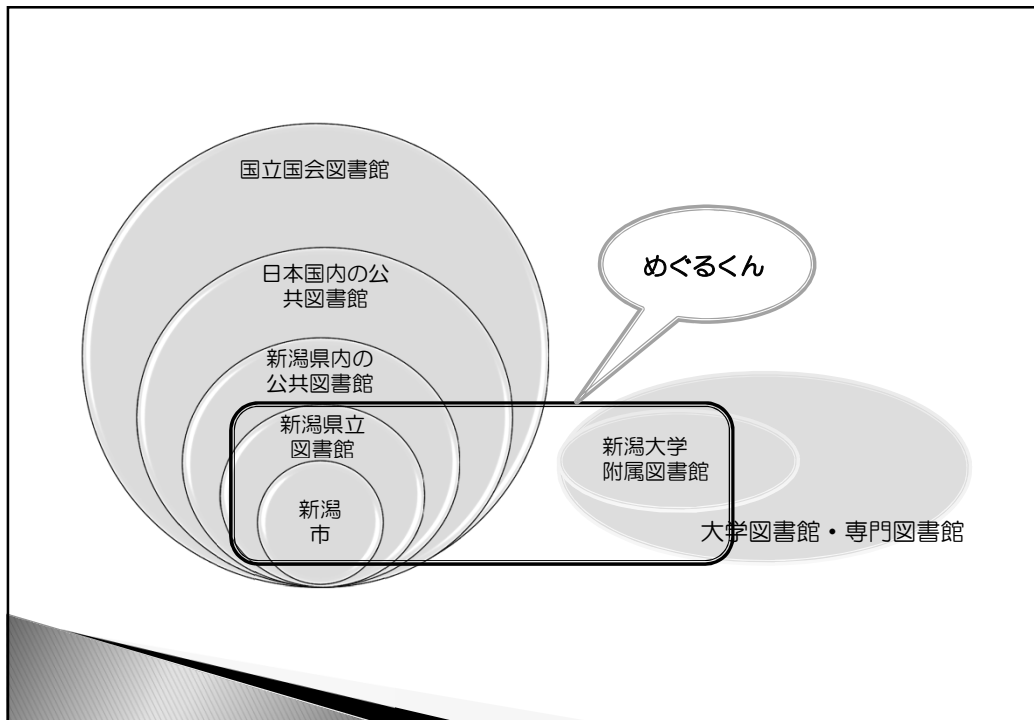 国立国会図書館
日本国内の公
共図書館
新潟県内の
公共図書館
新潟県立
図書館
新潟
市
めぐるくん
新潟大学
附属図書館
大学図書館・専門図書館